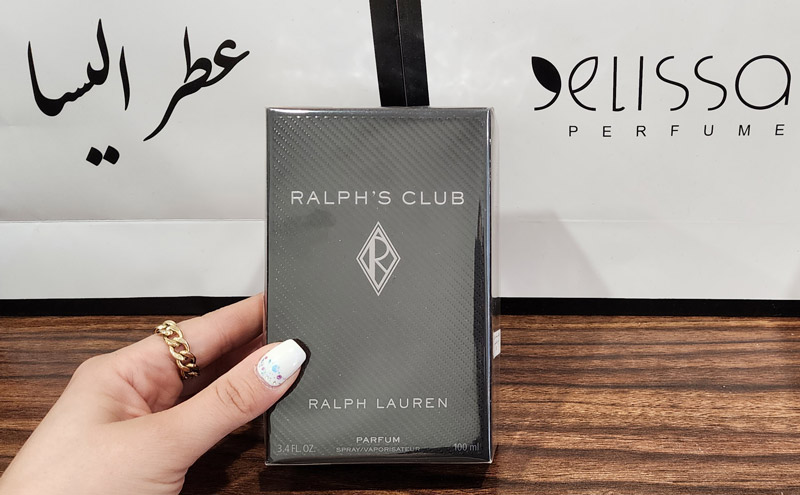 عطر الیسا
ELISSA
PERFUME
RALPH'S CLUB
R
RALPH LAUREN
PARFUM
3.4 FL.OZ. SPRAY/VAPORISATEUR 100 ml